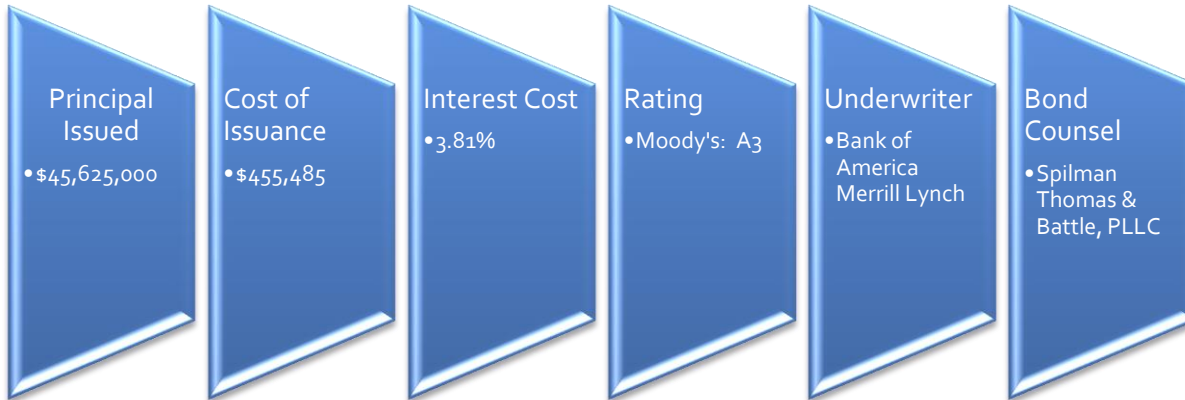 Principal
Issued
•$45,625,000
Cost of
Issuance
•$455,485
Interest Cost
•3.81%
Rating
•Moody's: A3
Underwriter
•Bank of
America
Merrill Lynch
Bond
Counsel
•Spilman
Thomas &
Battle, PLLC